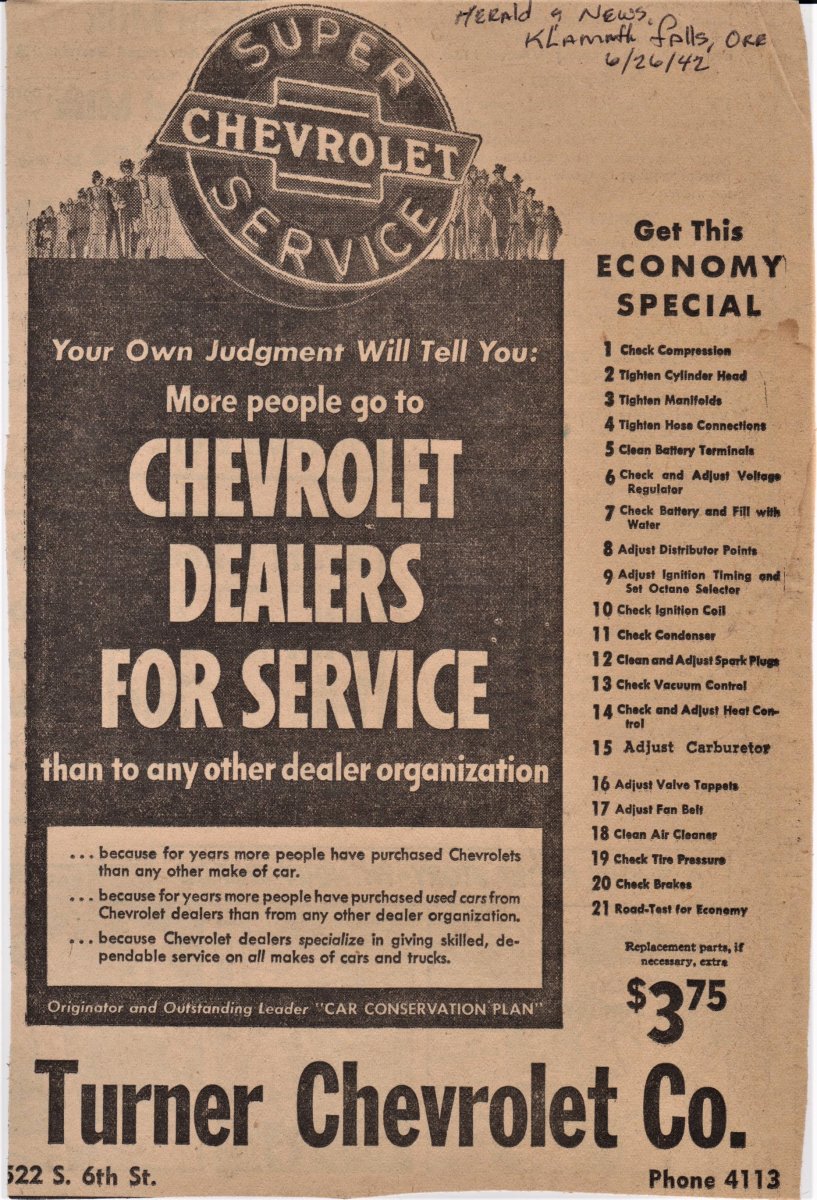 Herald & News,
Klamath Falls, Ore
6/26/42
SUPER
CHEVROLET
SERVICE
Your Own Judgment Will Tell You:
More people go to
CHEVROLET
DEALERS
FOR SERVICE
than to any other dealer organization
... because for years more people have purchased Chevrolets
than any other make of car.
... because for years more people have purchased used cars from
Chevrolet dealers than from any other dealer organization.
... because Chevrolet dealers specialize in giving skilled, de-
pendable service on all makes of cars and trucks.
Originator and Outstanding Leader "CAR CONSERVATION PLAN"
Get This
ECONOMY
SPECIAL
1 Check Compression
2 Tighten Cylinder Head
3 Tighten Manifolds
4 Tighten Hose Connections
5 Clean Battery Terminals
6 Check and Adjust Voltage
Regulator
7 Check Battery and Fill with
Water
8 Adjust Distributor Points
9 Adjust Ignition Timing and
Set Octane Selector
10 Check Ignition Coil
11 Check Condenser
12 Clean and Adjust Spark Plugs
13 Check Vacuum Control
14 Check and Adjust Heat Con-
trol
15 Adjust Carburetor
16 Adjust Valve Tappets
17 Adjust Fan Belt
18 Clean Air Cleaner
19 Check Tire Pressure
20 Check Brakes
21 Road-Test for Economy
Replacement parts, if
necessary, extra
$3.75
Turner Chevrolet Co.
522 S. 6th St.
Phone 4113